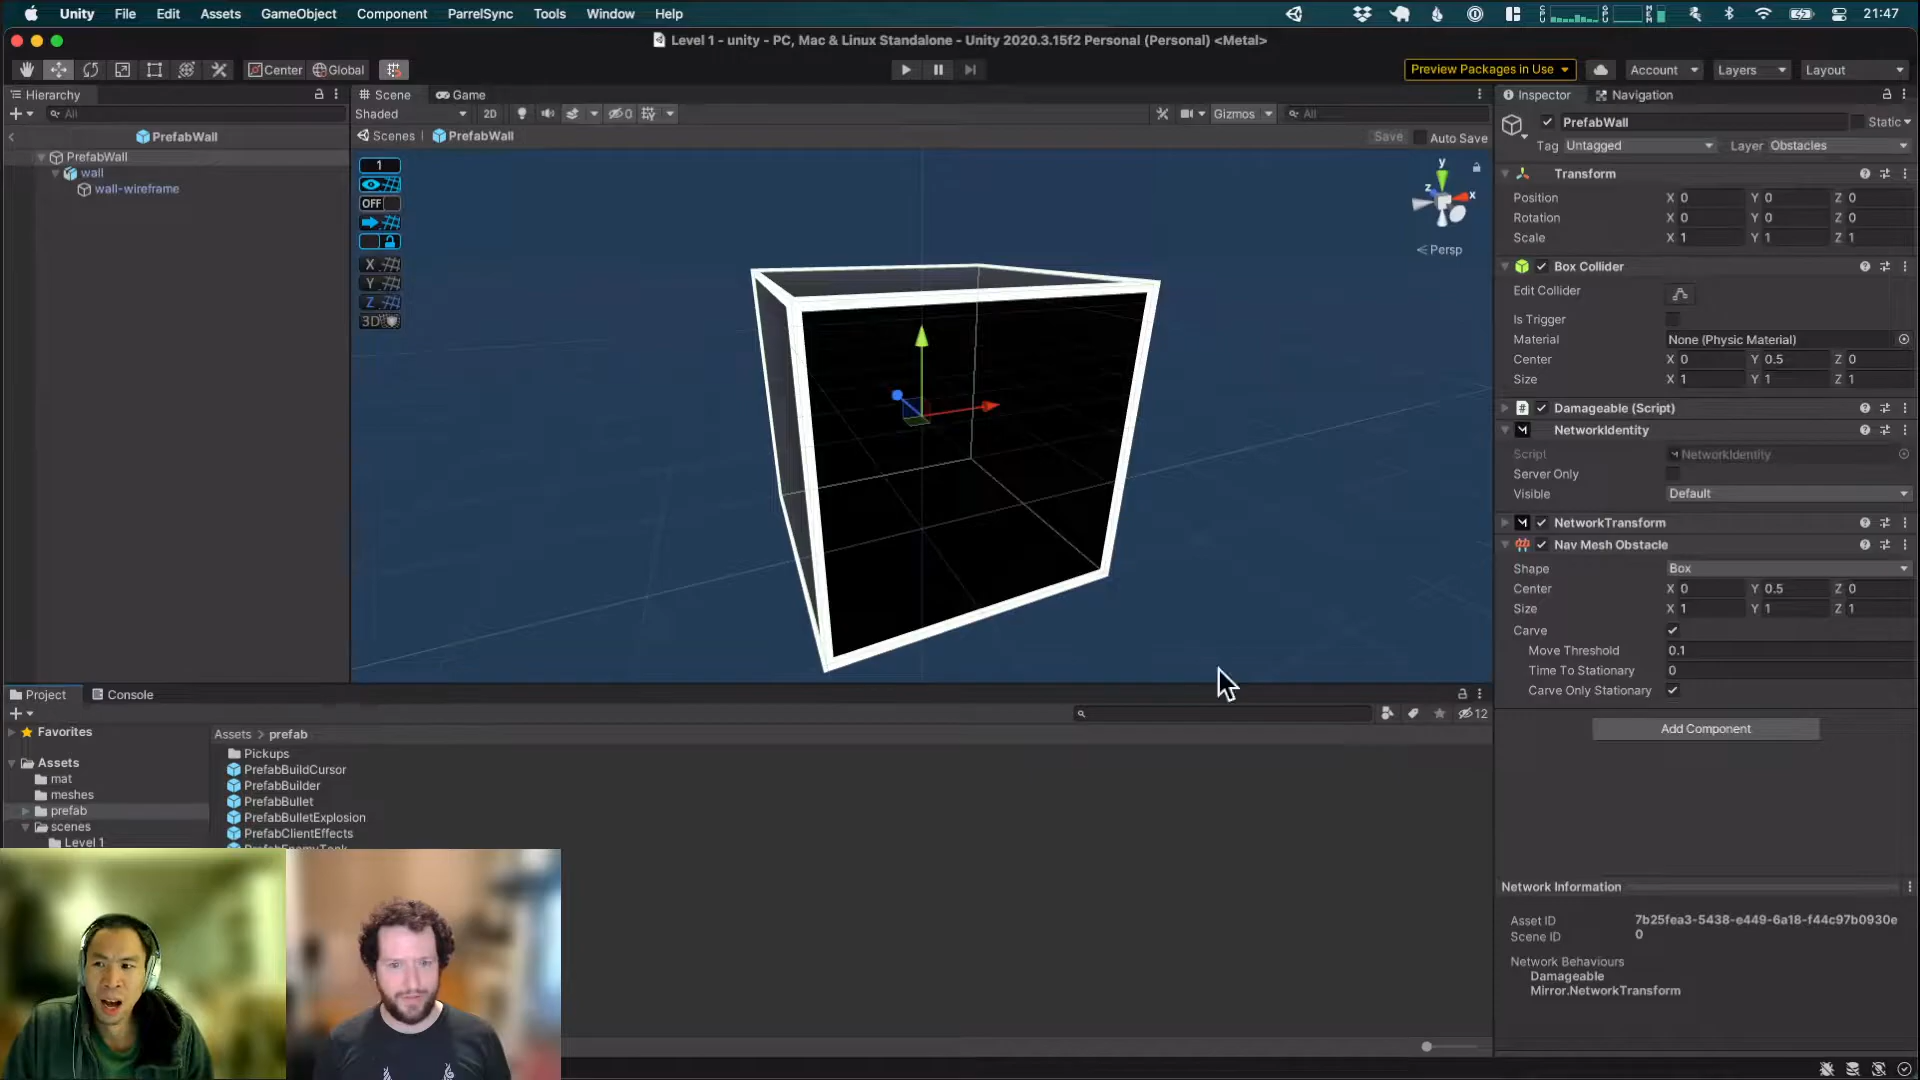 Unity File Edit Assets GameObject Component ParrelSync Tools Window Help 21:47
Level 1 - unity - PC, Mac & Linux Standalone - Unity 2020.3.15f2 Personal (Personal) <Metal>
Center Global Preview Packages in Use Account Layers Layout
Hierarchy
All
PrefabWall
PrefabWall
wall
wall-wireframe
Scene Game
Shaded 2D 0 Gizmos All
Scenes PrefabWall Save Auto Save
1
OFF
X
Y
Z
3D
y
z
x
Persp
Inspector Navigation
PrefabWall Static
Tag Untagged Layer Obstacles
Transform
Position X 0 Y 0 Z 0
Rotation X 0 Y 0 Z 0
Scale X 1 Y 1 Z 1
Box Collider
Edit Collider
Is Trigger
Material None (Physic Material)
Center X 0 Y 0.5 Z 0
Size X 1 Y 1 Z 1
Damageable (Script)
NetworkIdentity
Script NetworkIdentity
Server Only
Visible Default
NetworkTransform
Nav Mesh Obstacle
Shape Box
Center X 0 Y 0.5 Z 0
Size X 1 Y 1 Z 1
Carve
Move Threshold 0.1
Time To Stationary 0
Carve Only Stationary
Add Component
Network Information
Asset ID 7b25fea3-5438-e449-6a18-f44c97b0930e
Scene ID 0
Network Behaviours
Damageable
Mirror.NetworkTransform
Project Console
12
Favorites
Assets
mat
meshes
prefab
scenes
Level 1
Assets > prefab
Pickups
PrefabBuildCursor
PrefabBuilder
PrefabBullet
PrefabBulletExplosion
PrefabClientEffects